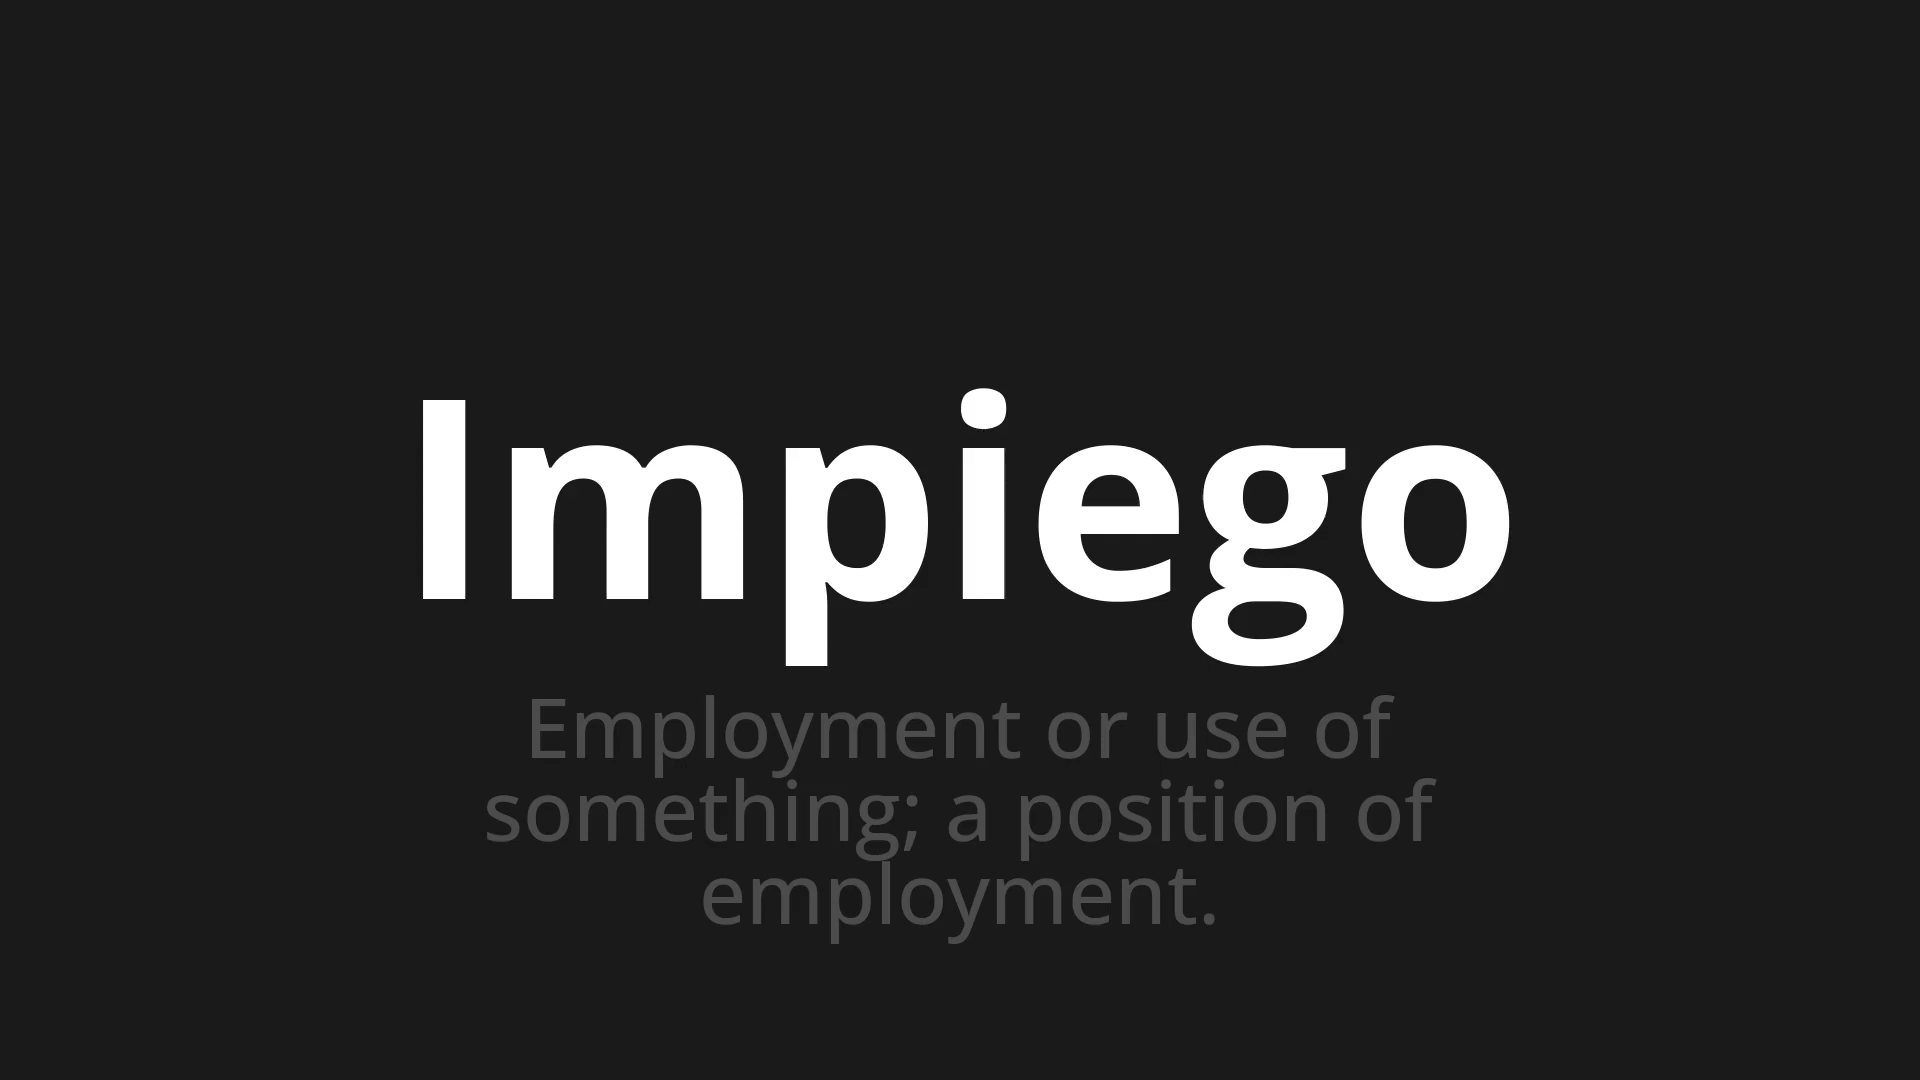 Impiego
Employment or use of
something; a position of
employment.